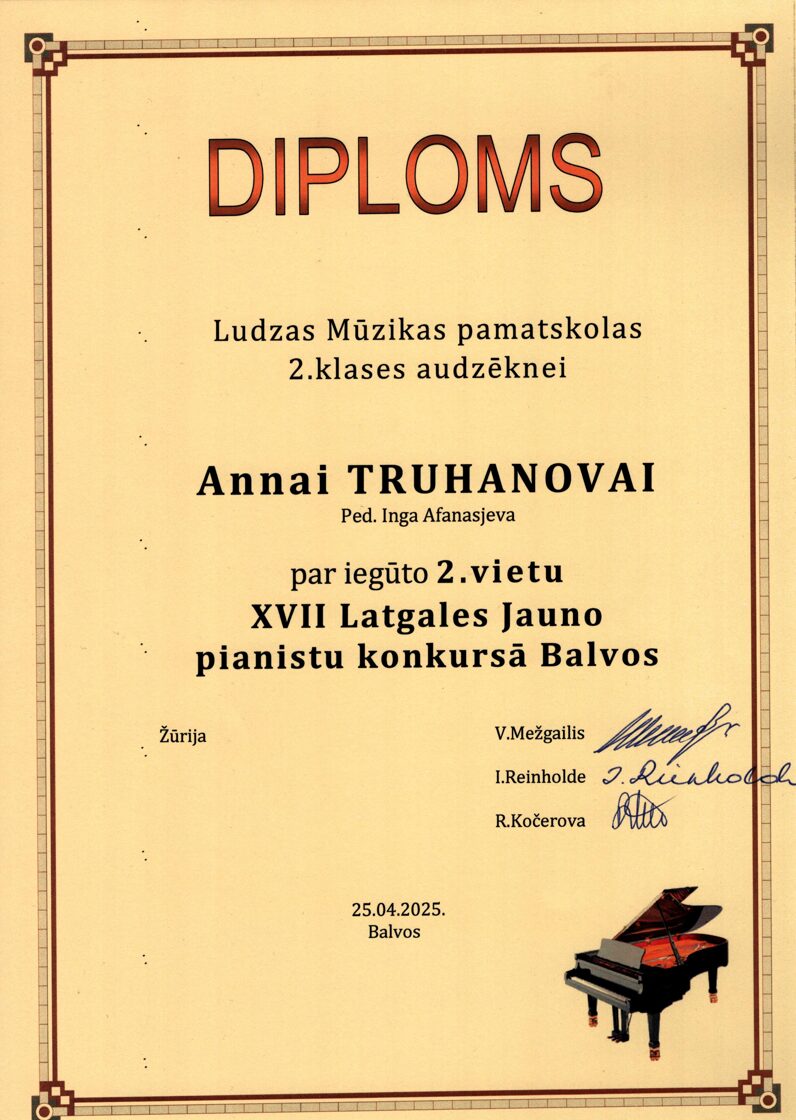 DIPLOMS
Ludzas Mūzikas pamatskolas
2.klases audzēknei
Annai TRUHANOVAI
Ped. Inga Afanasjeva
par iegūto 2.vietu
XVII Latgales Jauno
pianistu konkursā Balvos
Žūrija
V.Mežgailis
I.Reinholde I. Reinholde
R.Kočerova
25.04.2025.
Balvos